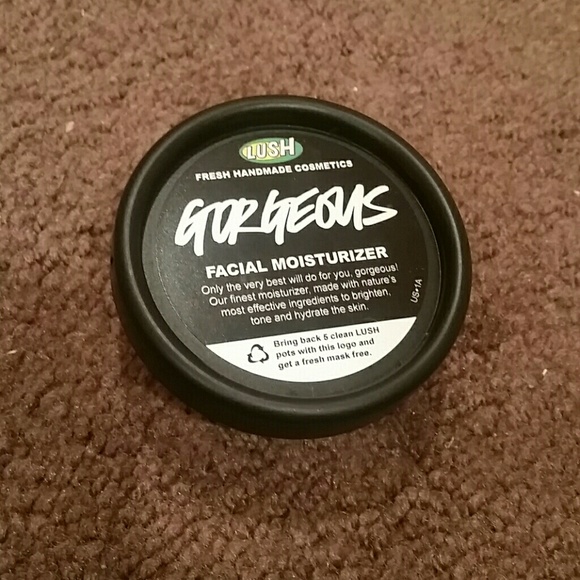 LUSH
FRESH HANDMADE COSMETICS
GORGEOUS
FACIAL MOISTURIZER
Only the very best will do for you, gorgeous!
Our finest moisturizer, made with nature's
most effective ingredients to brighten,
tone and hydrate the skin.
US•1A
Bring back 5 clean LUSH
pots with this logo and
get a fresh mask free.